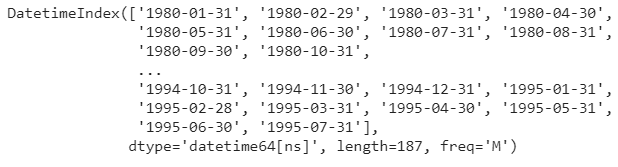 DatetimeIndex(['1980-01-31', '1980-02-29', '1980-03-31', '1980-04-30',
'1980-05-31', '1980-06-30', '1980-07-31', '1980-08-31',
'1980-09-30', '1980-10-31',
...
'1994-10-31', '1994-11-30', '1994-12-31', '1995-01-31',
'1995-02-28', '1995-03-31', '1995-04-30', '1995-05-31',
'1995-06-30', '1995-07-31'],
dtype='datetime64[ns]', length=187, freq='M')